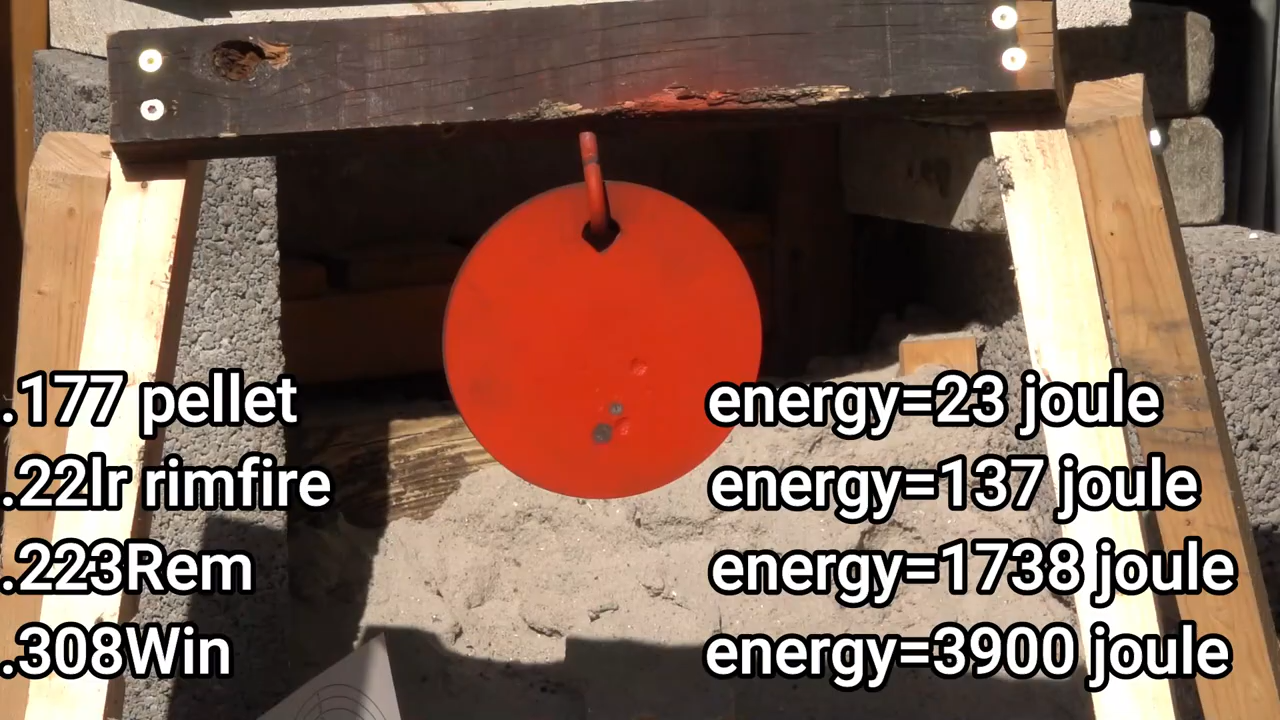 .177 pellet energy=23 joule
.22lr rimfire energy=137 joule
.223Rem energy=1738 joule
.308Win energy=3900 joule